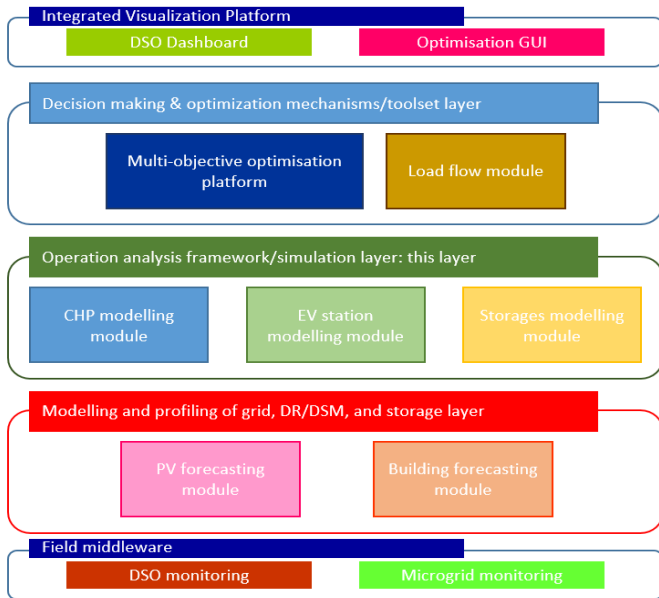 Integrated Visualization Platform
DSO Dashboard
Optimisation GUI
Decision making & optimization mechanisms/toolset layer
Multi-objective optimisation
platform
Load flow module
Operation analysis framework/simulation layer: this layer
CHP modelling
module
EV station
modelling module
Storages modelling
module
Modelling and profiling of grid, DR/DSM, and storage layer
PV forecasting
module
Building forecasting
module
Field middleware
DSO monitoring
Microgrid monitoring